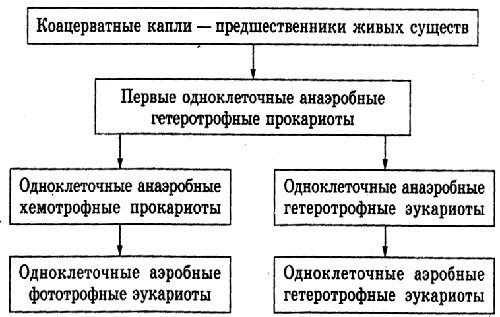 Коацерватные капли — предшественники живых существ
Первые одноклеточные анаэробные
гетеротрофные прокариоты
Одноклеточные анаэробные
хемотрофные прокариоты
Одноклеточные анаэробные
гетеротрофные эукариоты
Одноклеточные аэробные
фототрофные эукариоты
Одноклеточные аэробные
гетеротрофные эукариоты